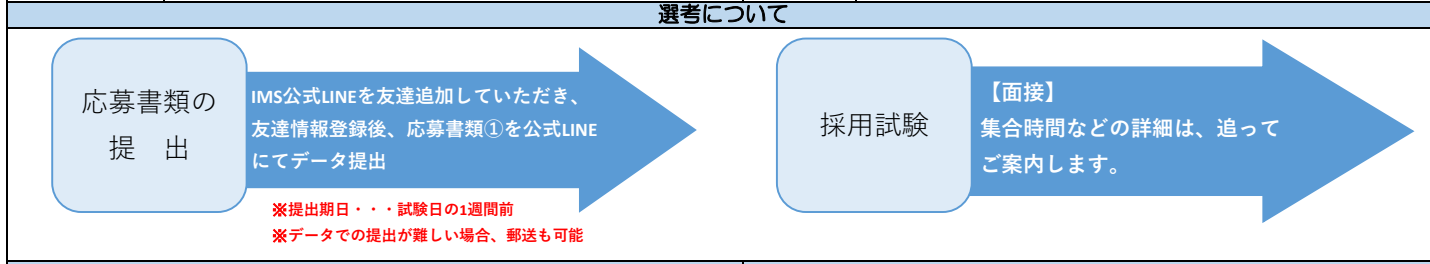 選考について
応募書類の
提　出
IMS公式LINEを友達追加していただき、
友達情報登録後、応募書類①を公式LINE
にてデータ提出
※提出期日・・・試験日の1週間前
※データでの提出が難しい場合、郵送も可能
採用試験
【面接】
集合時間などの詳細は、追って
ご案内します。